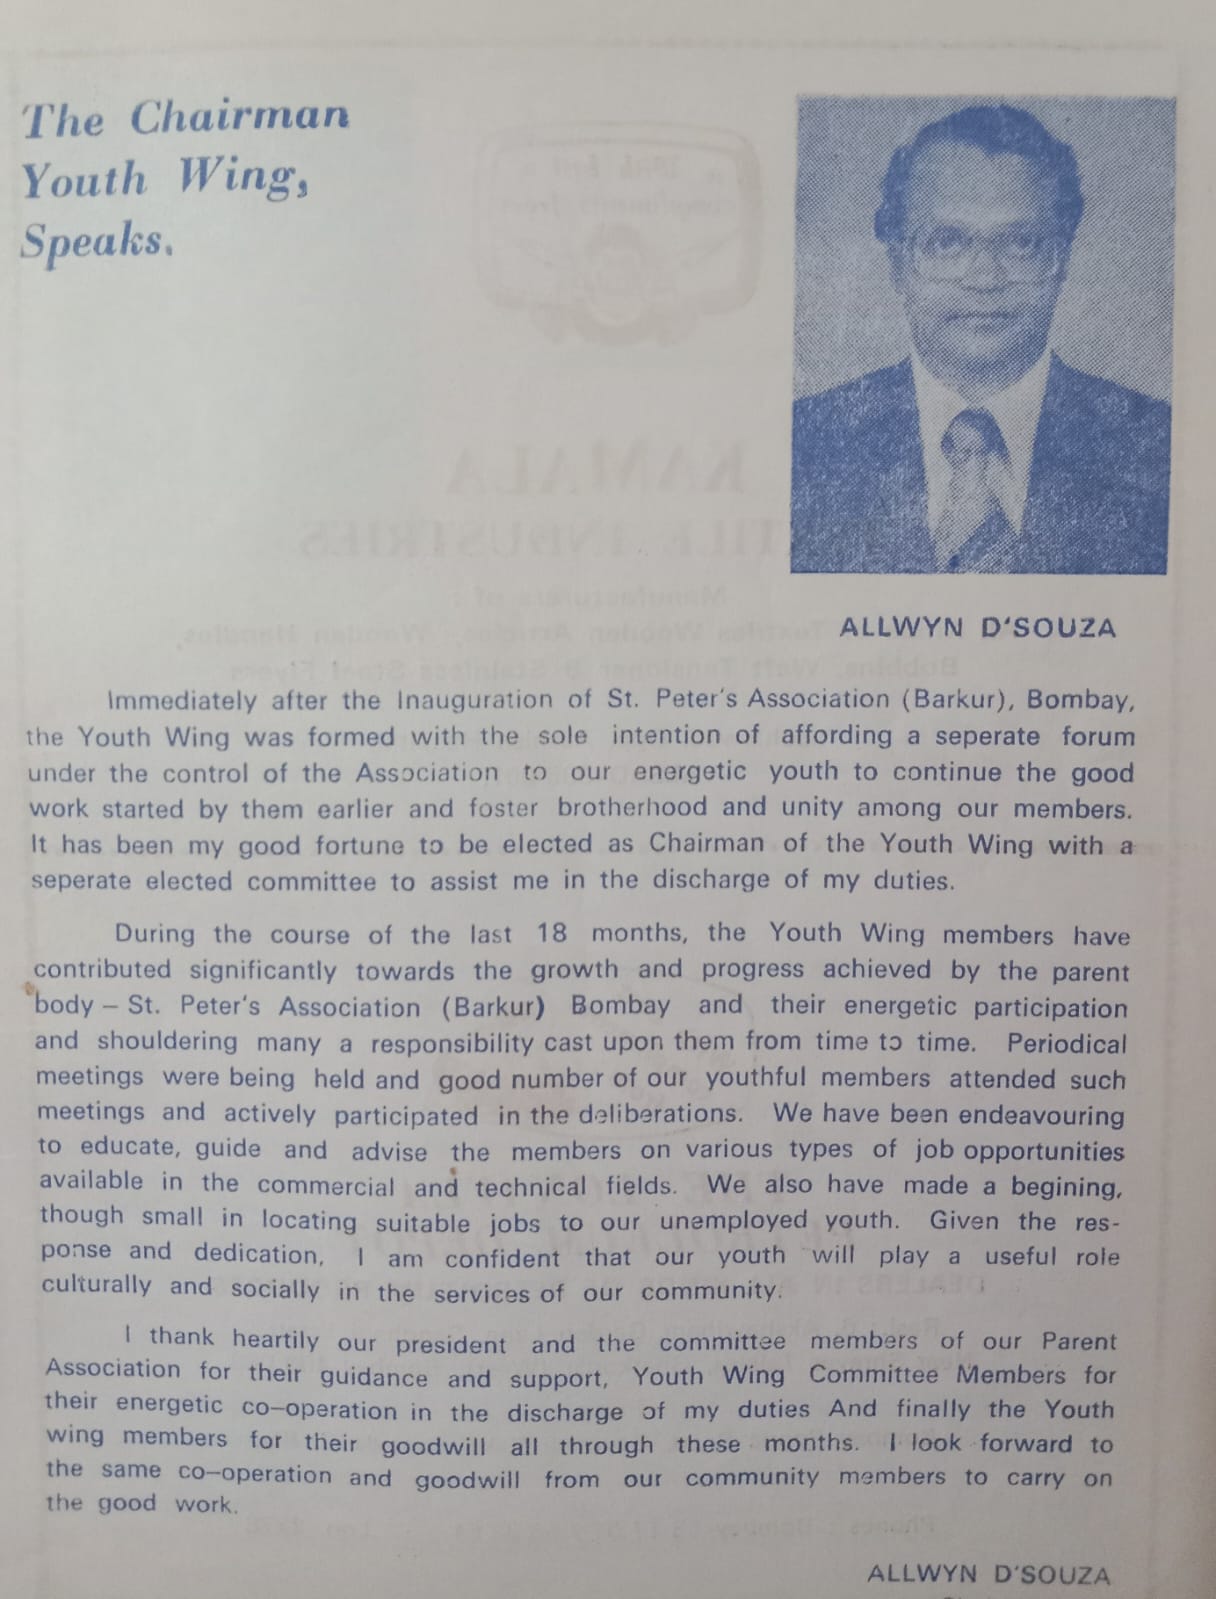 The Chairman
Youth Wing,
Speaks.
ALLWYN D'SOUZA
Immediately after the Inauguration of St. Peter's Association (Barkur), Bombay,
the Youth Wing was formed with the sole intention of affording a seperate forum
under the control of the Association to our energetic youth to continue the good
work started by them earlier and foster brotherhood and unity among our members.
It has been my good fortune to be elected as Chairman of the Youth Wing with a
seperate elected committee to assist me in the discharge of my duties.
During the course of the last 18 months, the Youth Wing members have
contributed significantly towards the growth and progress achieved by the parent
body – St. Peter's Association (Barkur) Bombay and their energetic participation
and shouldering many a responsibility cast upon them from time to time. Periodical
meetings were being held and good number of our youthful members attended such
meetings and actively participated in the deliberations. We have been endeavouring
to educate, guide and advise the members on various types of job opportunities
available in the commercial and technical fields. We also have made a begining,
though small in locating suitable jobs to our unemployed youth. Given the res-
ponse and dedication, I am confident that our youth will play a useful role
culturally and socially in the services of our community.
I thank heartily our president and the committee members of our Parent
Association for their guidance and support, Youth Wing Committee Members for
their energetic co–operation in the discharge of my duties And finally the Youth
wing members for their goodwill all through these months. I look forward to
the same co–operation and goodwill from our community members to carry on
the good work.
ALLWYN D'SOUZA